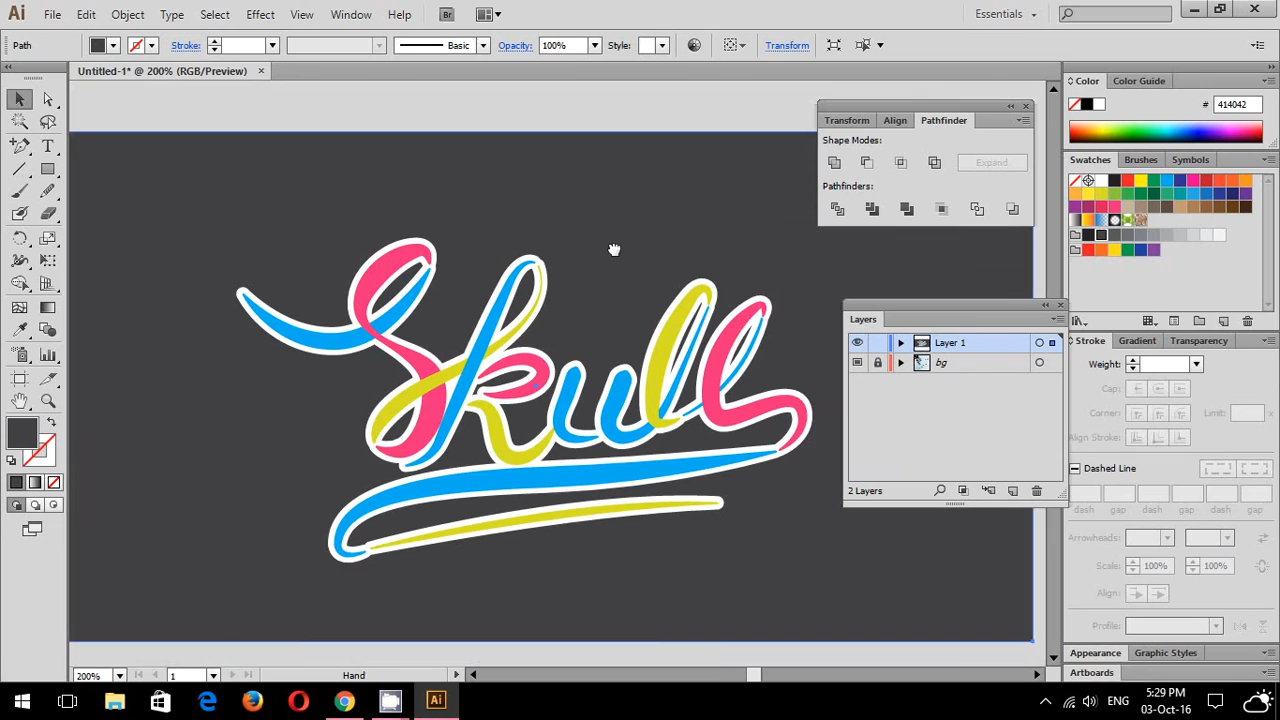 Ai File Edit Object Type Select Effect View Window Help Br Essentials
Path Stroke: Basic Opacity: 100% Style: Transform
Untitled-1* @ 200% (RGB/Preview)
Color Color Guide
# 414042
Transform Align Pathfinder
Shape Modes:
Expand
Pathfinders:
Swatches Brushes Symbols
Skull
Layers
Layer 1
bg
2 Layers
Stroke Gradient Transparency
Weight:
Cap:
Corner: Limit:
Align Stroke:
Dashed Line
dash gap dash gap dash gap
Arrowheads:
Scale: 100% 100%
Align:
Profile:
Appearance Graphic Styles
Artboards
200% 1 Hand
Ai ENG 5:29 PM
03-Oct-16